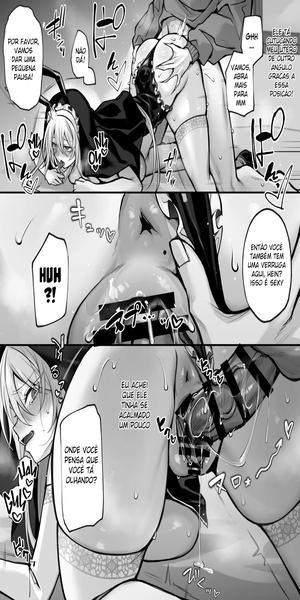 ELE TÁ
CUTUCANDO
MEU ÚTERO
DE OUTRO
ANGULO
GRAÇAS A
ESSA
POSIÇÃO!
GHH
...
VAMOS,
ABRA
MAIS
PARA
MIM
NÃO
DÁ!
POR FAVOR,
VAMOS
DAR UMA
PEQUENA
PAUSA!
ENTÃO VOCÊ
TAMBÉM TEM
UMA VERRUGA
AQUI, HEIN?
ISSO É SEXY
HUH
?!
EU ACHEI
QUE ELE
TINHA SE
ACALMADO
UM POUCO
ONDE VOCÊ
PENSA QUE
VOCÊ TÁ
OLHANDO?